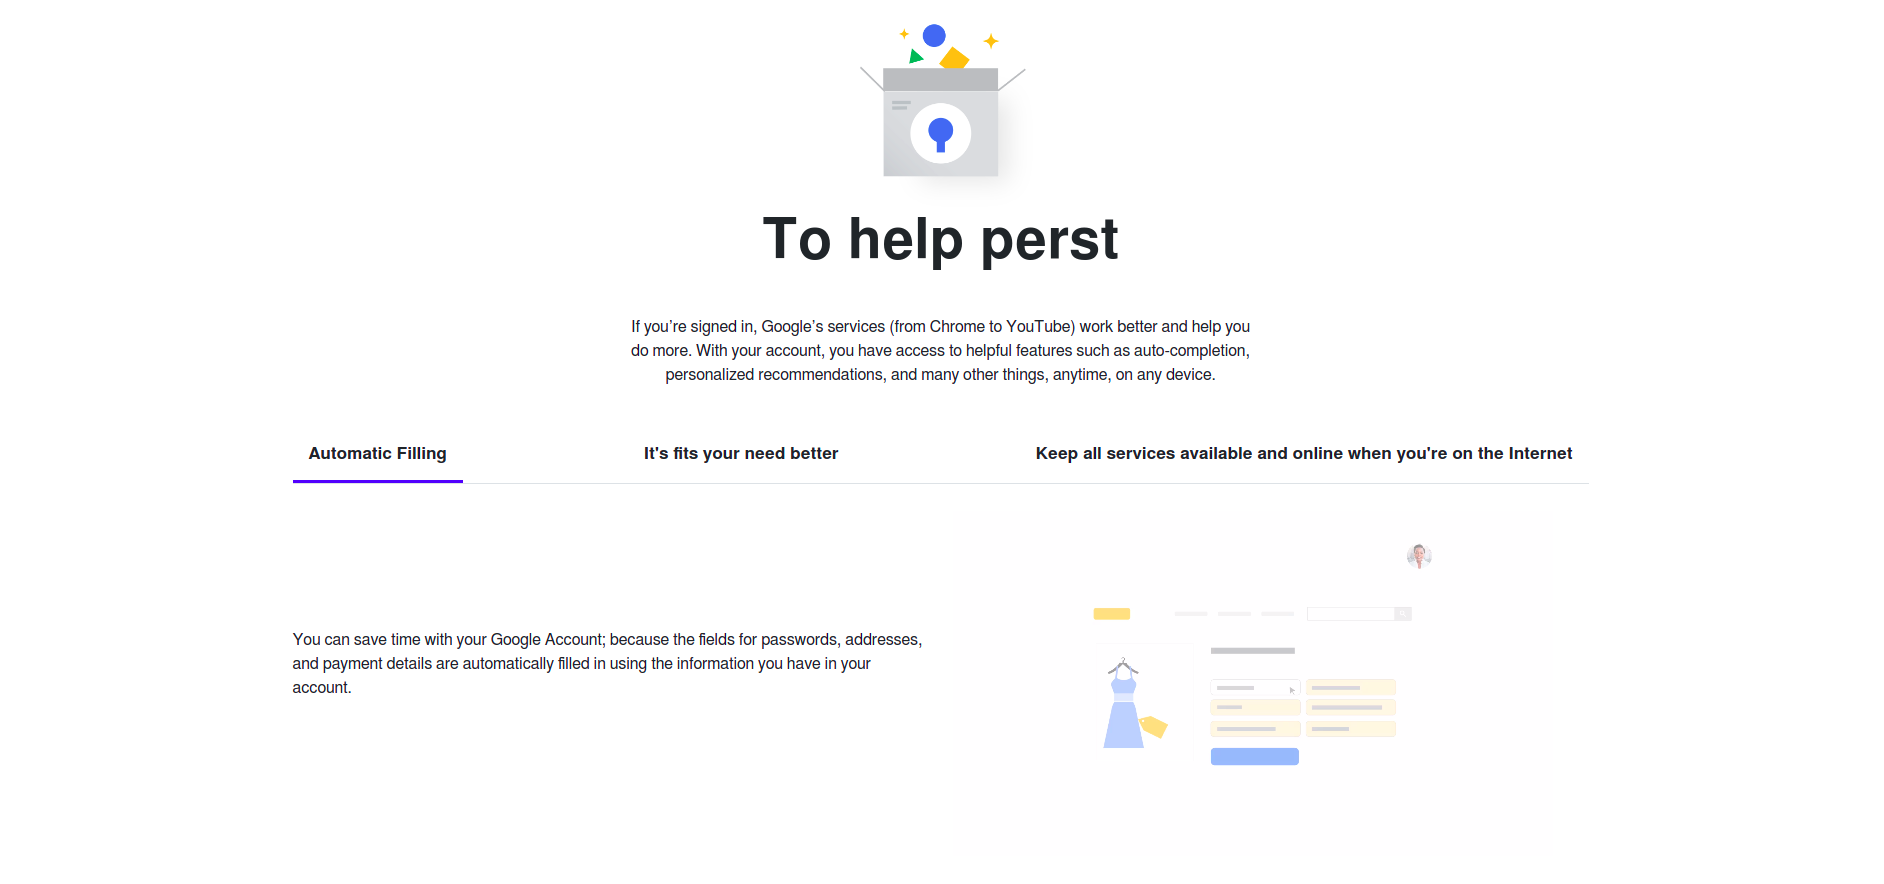 To help perst
If you’re signed in, Google’s services (from Chrome to YouTube) work better and help you
do more. With your account, you have access to helpful features such as auto-completion,
personalized recommendations, and many other things, anytime, on any device.
Automatic Filling
It's fits your need better
Keep all services available and online when you're on the Internet
You can save time with your Google Account; because the fields for passwords, addresses,
and payment details are automatically filled in using the information you have in your
account.